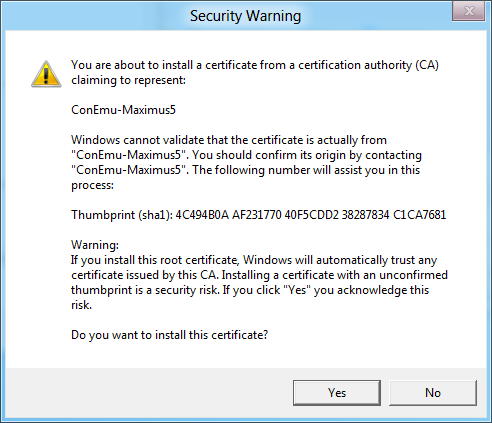 Security Warning
You are about to install a certificate from a certification authority (CA)
claiming to represent:
ConEmu-Maximus5
Windows cannot validate that the certificate is actually from
"ConEmu-Maximus5". You should confirm its origin by contacting
"ConEmu-Maximus5". The following number will assist you in this
process:
Thumbprint (sha1): 4C494B0A AF231770 40F5CDD2 38287834 C1CA7681
Warning:
If you install this root certificate, Windows will automatically trust any
certificate issued by this CA. Installing a certificate with an unconfirmed
thumbprint is a security risk. If you click "Yes" you acknowledge this
risk.
Do you want to install this certificate?
Yes
No